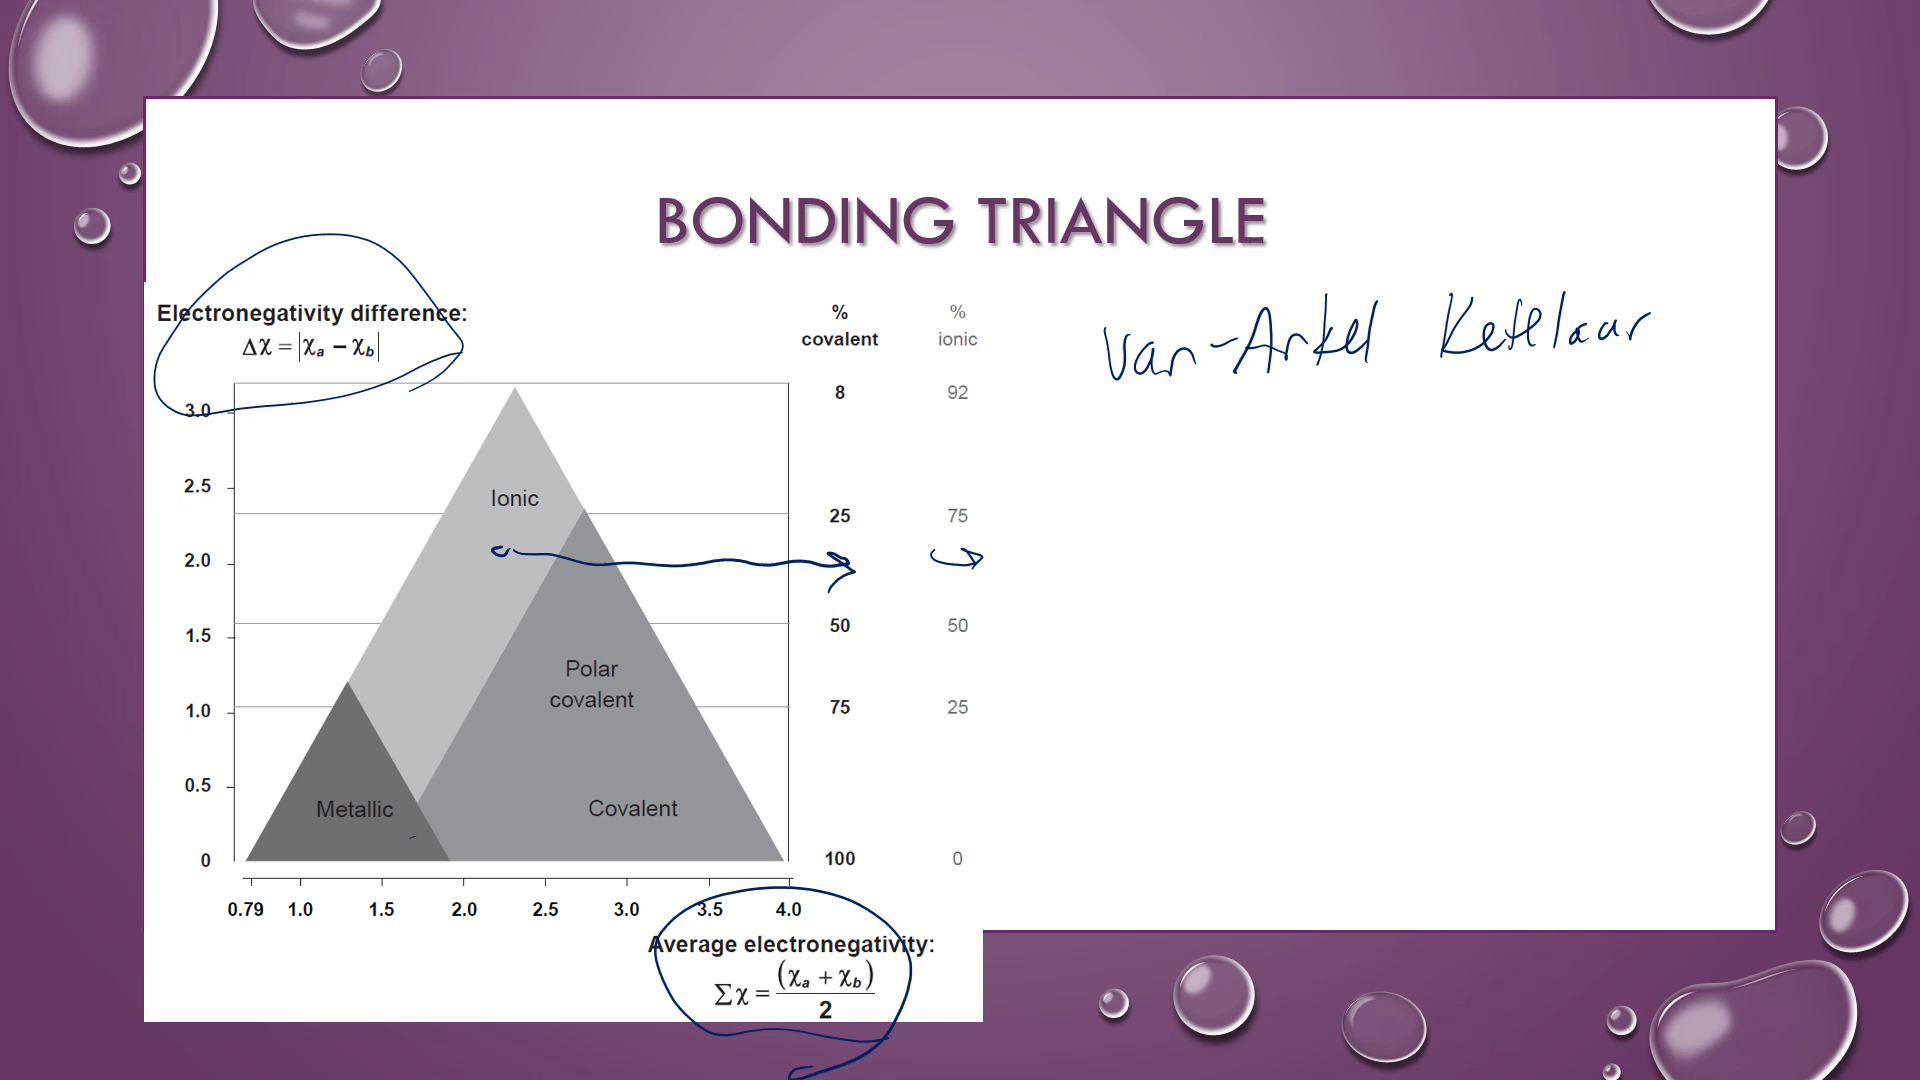 BONDING TRIANGLE
Electronegativity difference:
Δχ = |χa − χb|
% covalent
% ionic
van-Arkel Ketelaar
3.0
2.5
2.0
1.5
1.0
0.5
0
8 92
25 75
50 50
75 25
100 0
Ionic
Polar
covalent
Metallic
Covalent
0.79 1.0 1.5 2.0 2.5 3.0 3.5 4.0
Average electronegativity:
Σχ = (χa + χb)
2